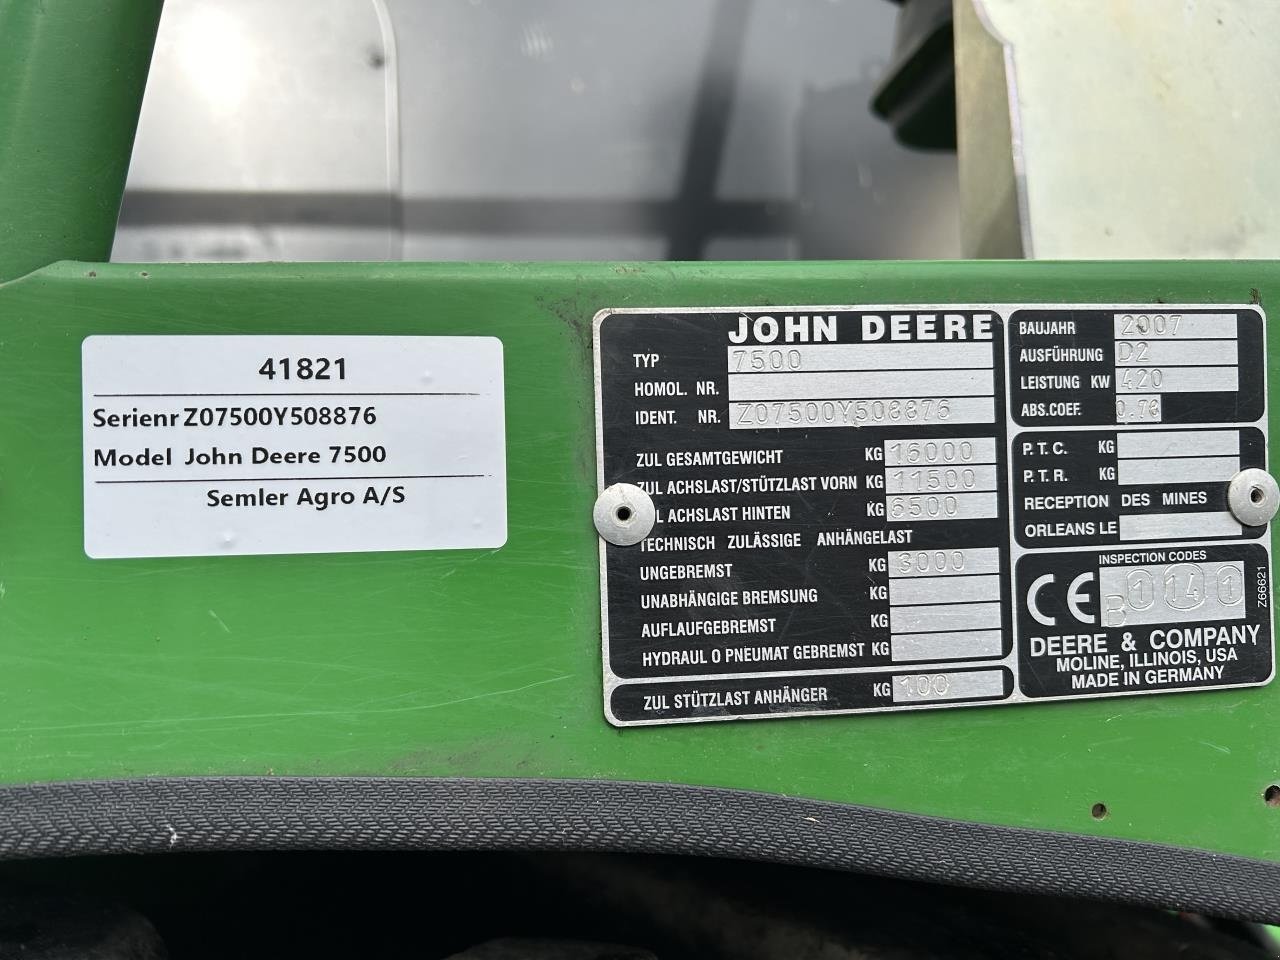 41821
Serienr Z07500Y508876
Model John Deere 7500
Semler Agro A/S
JOHN DEERE
TYP 7500
HOMOL. NR.
IDENT. NR. Z07500Y508876
ZUL GESAMTGEWICHT KG 16000
ZUL ACHSLAST/STÜTZLAST VORN KG 11500
ZUL ACHSLAST HINTEN KG 6500
TECHNISCH ZULÄSSIGE ANHÄNGELAST
UNGEBREMST KG 3000
UNABHÄNGIGE BREMSUNG KG
AUFLAUFGEBREMST KG
HYDRAUL O PNEUMAT GEBREMST KG
ZUL STÜTZLAST ANHÄNGER KG 100
BAUJAHR 2007
AUSFÜHRUNG D2
LEISTUNG KW 420
ABS.COEF.
P.T.C. KG
P.T.R. KG
RECEPTION DES MINES
ORLEANS LE
INSPECTION CODES
CE B 1 14 1
DEERE & COMPANY
MOLINE, ILLINOIS, USA
MADE IN GERMANY
Z66621